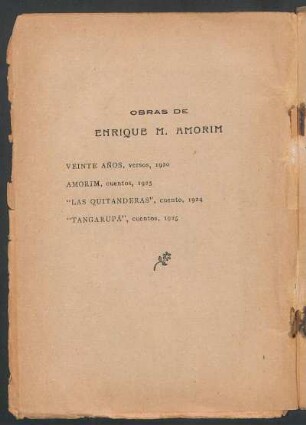 OBRAS DE
ENRIQUE M. AMORIM
VEINTE AÑOS, versos, 1920
AMORIM, cuentos, 1923
"LAS QUITANDERAS", cuento, 1924
"TANGARUPÁ", cuentos, 1925